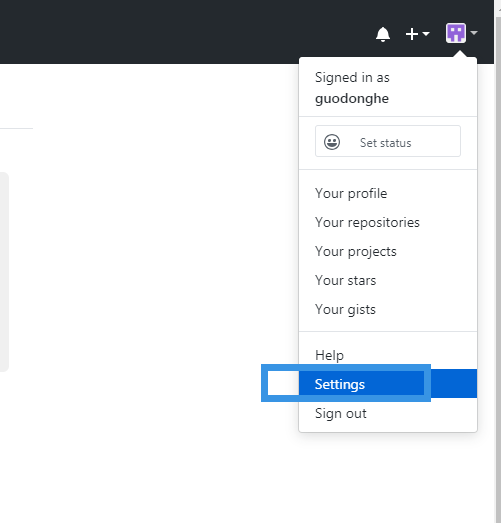 Signed in as
guodonghe
Set status
Your profile
Your repositories
Your projects
Your stars
Your gists
Help
Settings
Sign out